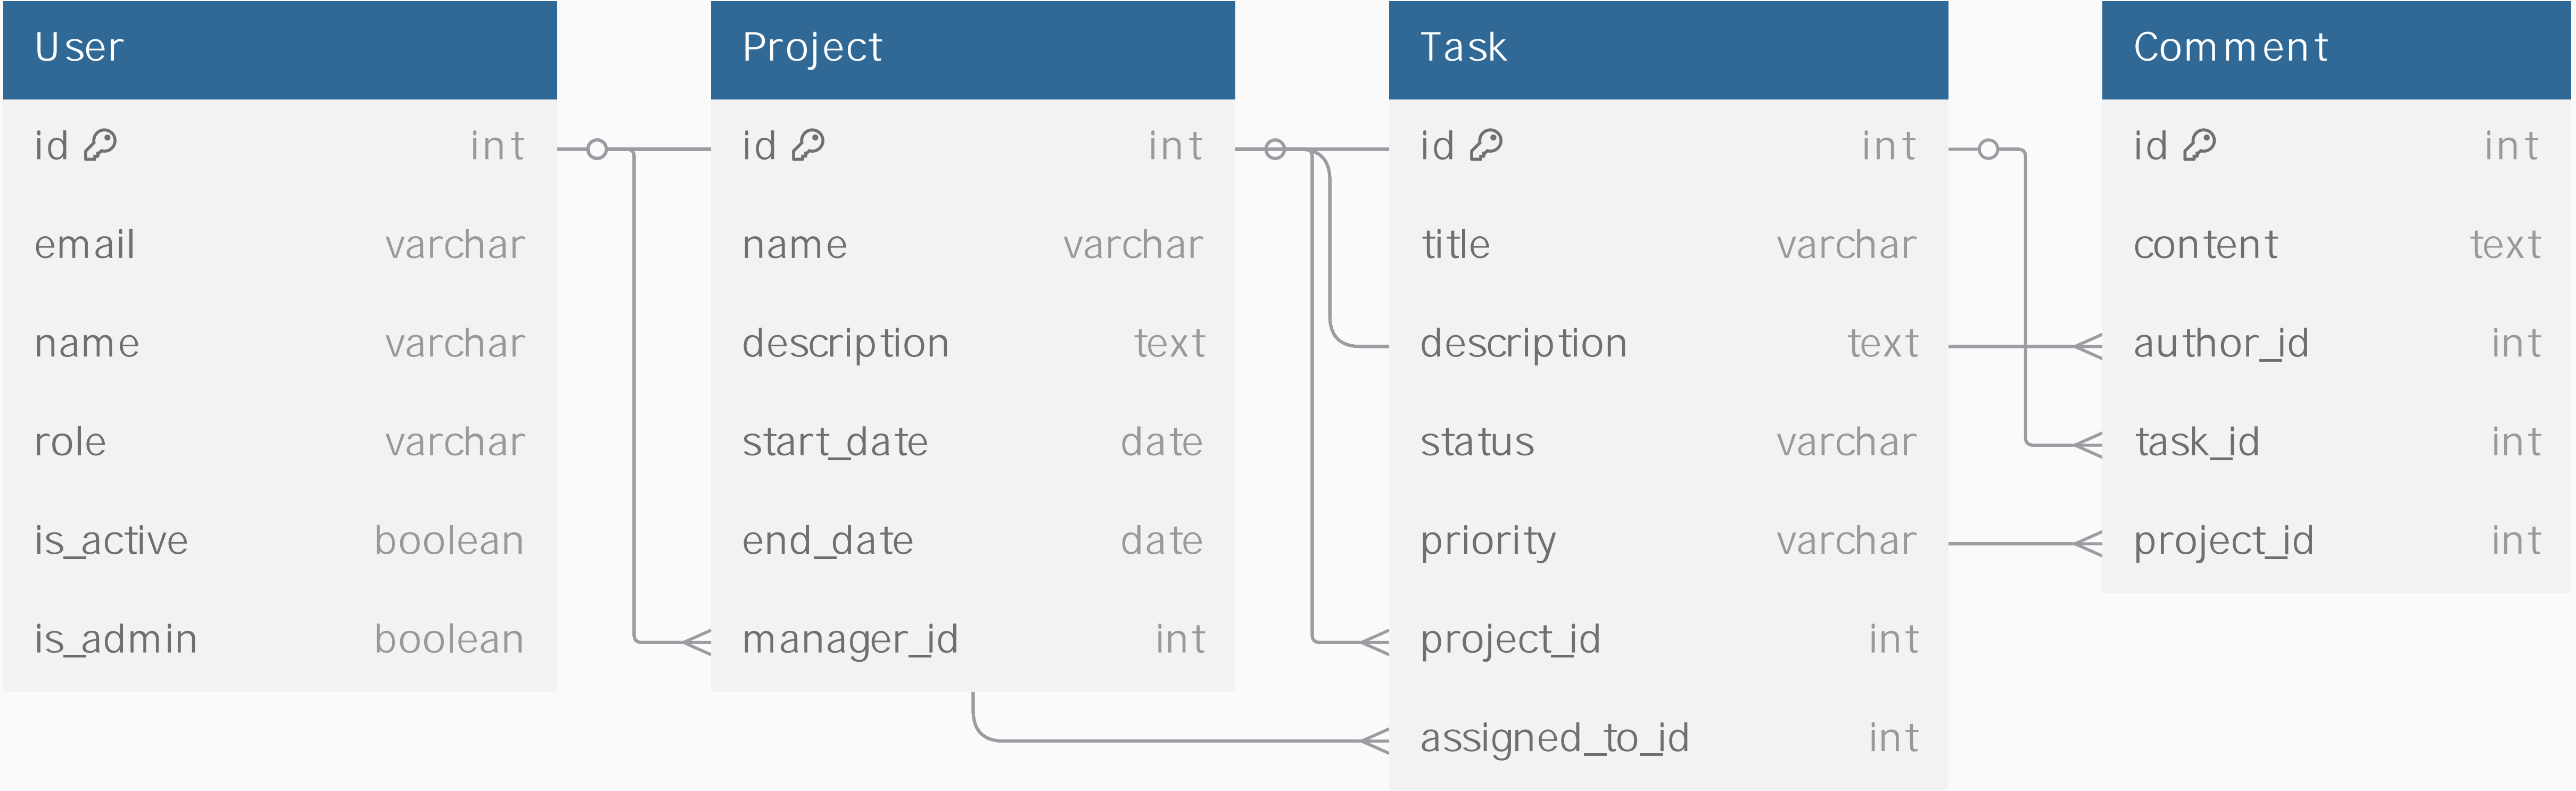 User
id int
email varchar
name varchar
role varchar
is_active boolean
is_admin boolean
Project
id int
name varchar
description text
start_date date
end_date date
manager_id int
Task
id int
title varchar
description text
status varchar
priority varchar
project_id int
assigned_to_id int
Comment
id int
content text
author_id int
task_id int
project_id int